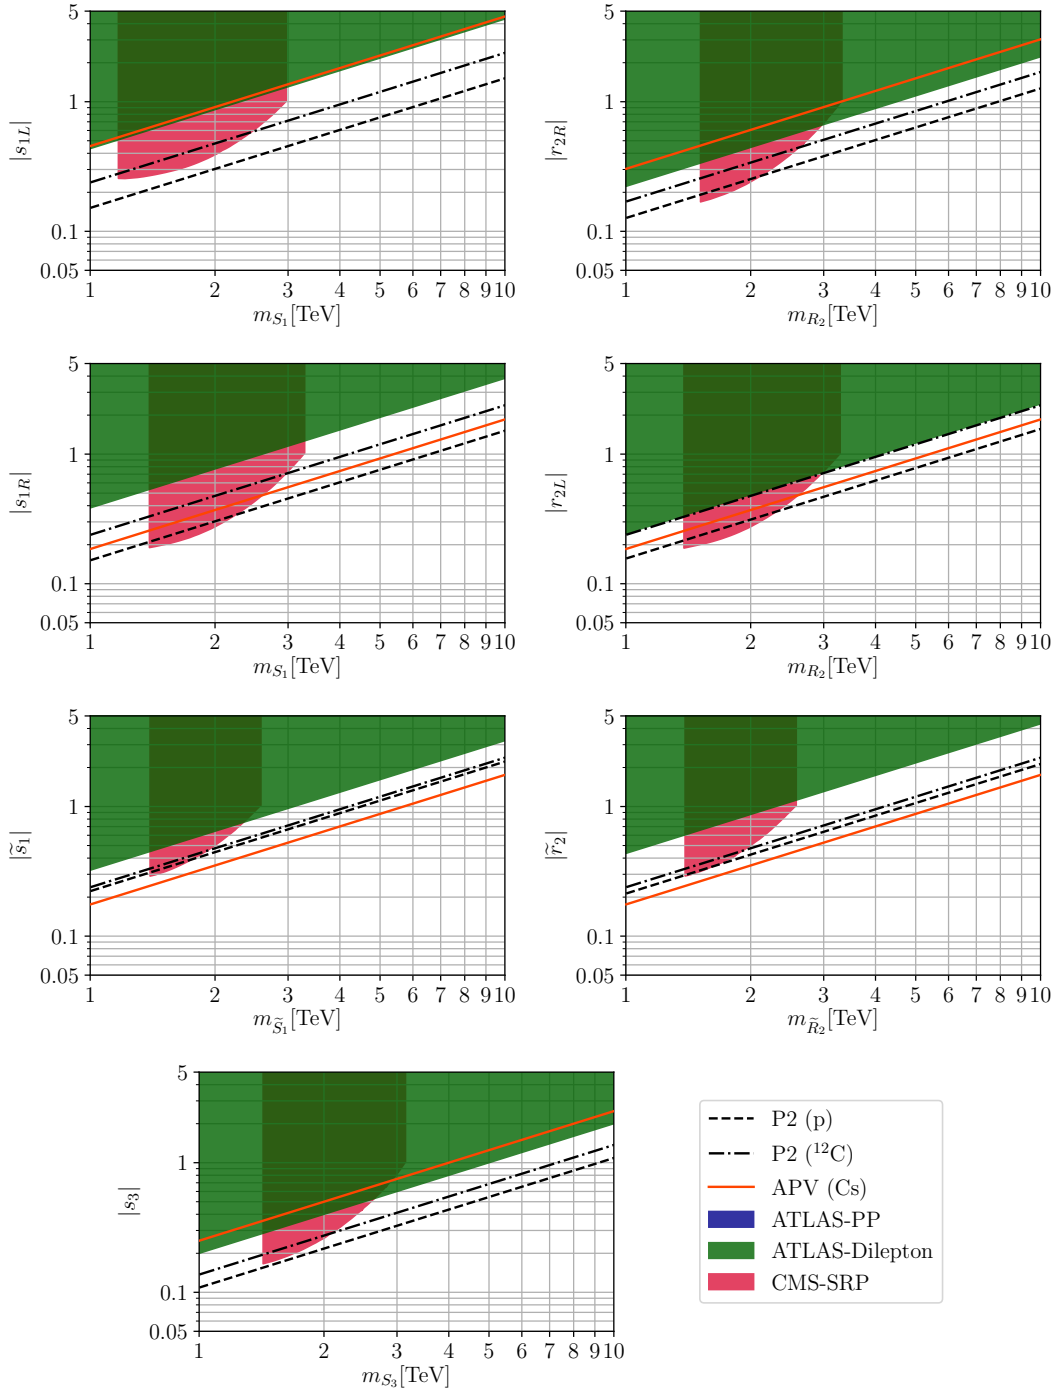 5
1
0.1
0.05
|s1L|
1 2 3 4 5 6 7 8 9 10
mS1[TeV]
5
1
0.1
0.05
|r2R|
1 2 3 4 5 6 7 8 9 10
mR2[TeV]
5
1
0.1
0.05
|s1R|
1 2 3 4 5 6 7 8 9 10
mS1[TeV]
5
1
0.1
0.05
|r2L|
1 2 3 4 5 6 7 8 9 10
mR2[TeV]
5
1
0.1
0.05
|s̃1|
1 2 3 4 5 6 7 8 9 10
mS̃1[TeV]
5
1
0.1
0.05
|r̃2|
1 2 3 4 5 6 7 8 9 10
mR̃2[TeV]
5
1
0.1
0.05
|s3|
1 2 3 4 5 6 7 8 9 10
mS3[TeV]
P2 (p)
P2 (¹²C)
APV (Cs)
ATLAS-PP
ATLAS-Dilepton
CMS-SRP